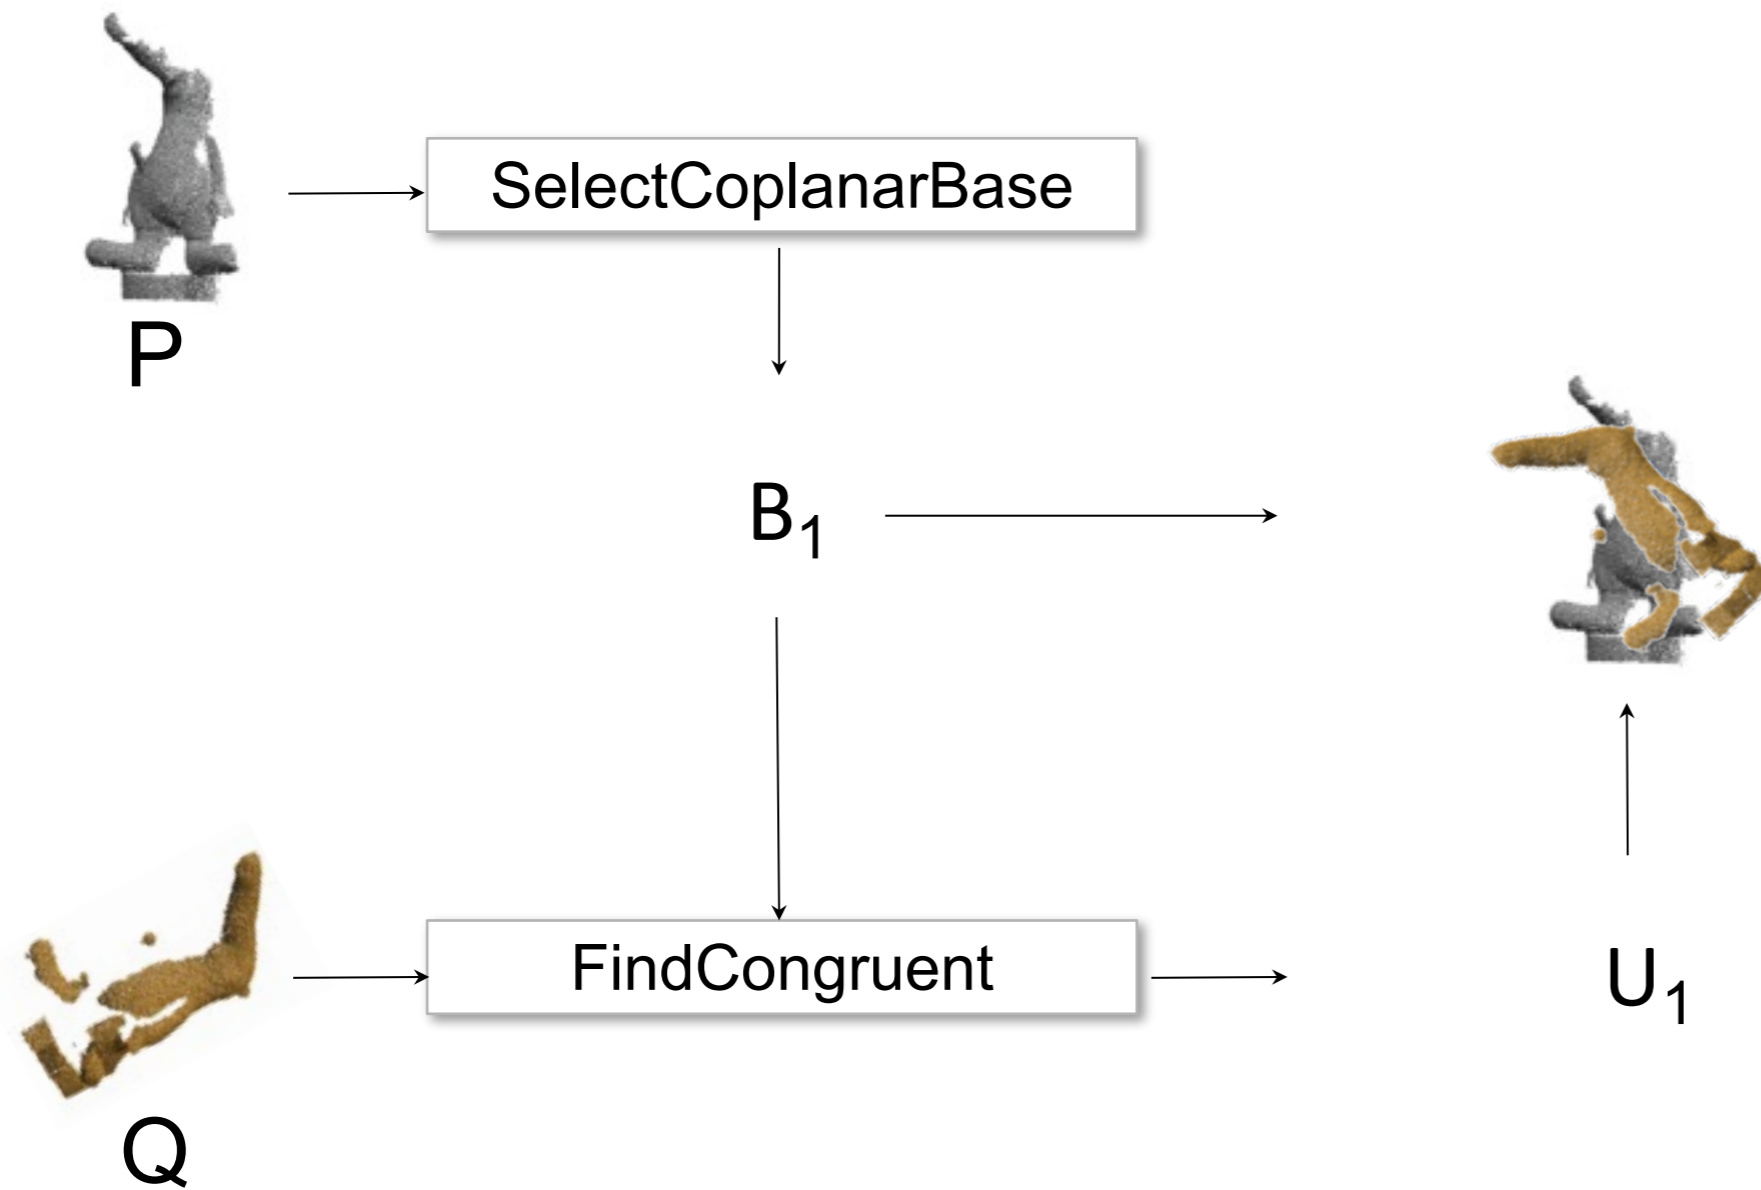 SelectCoplanarBase
P
B₁
FindCongruent
U₁
Q